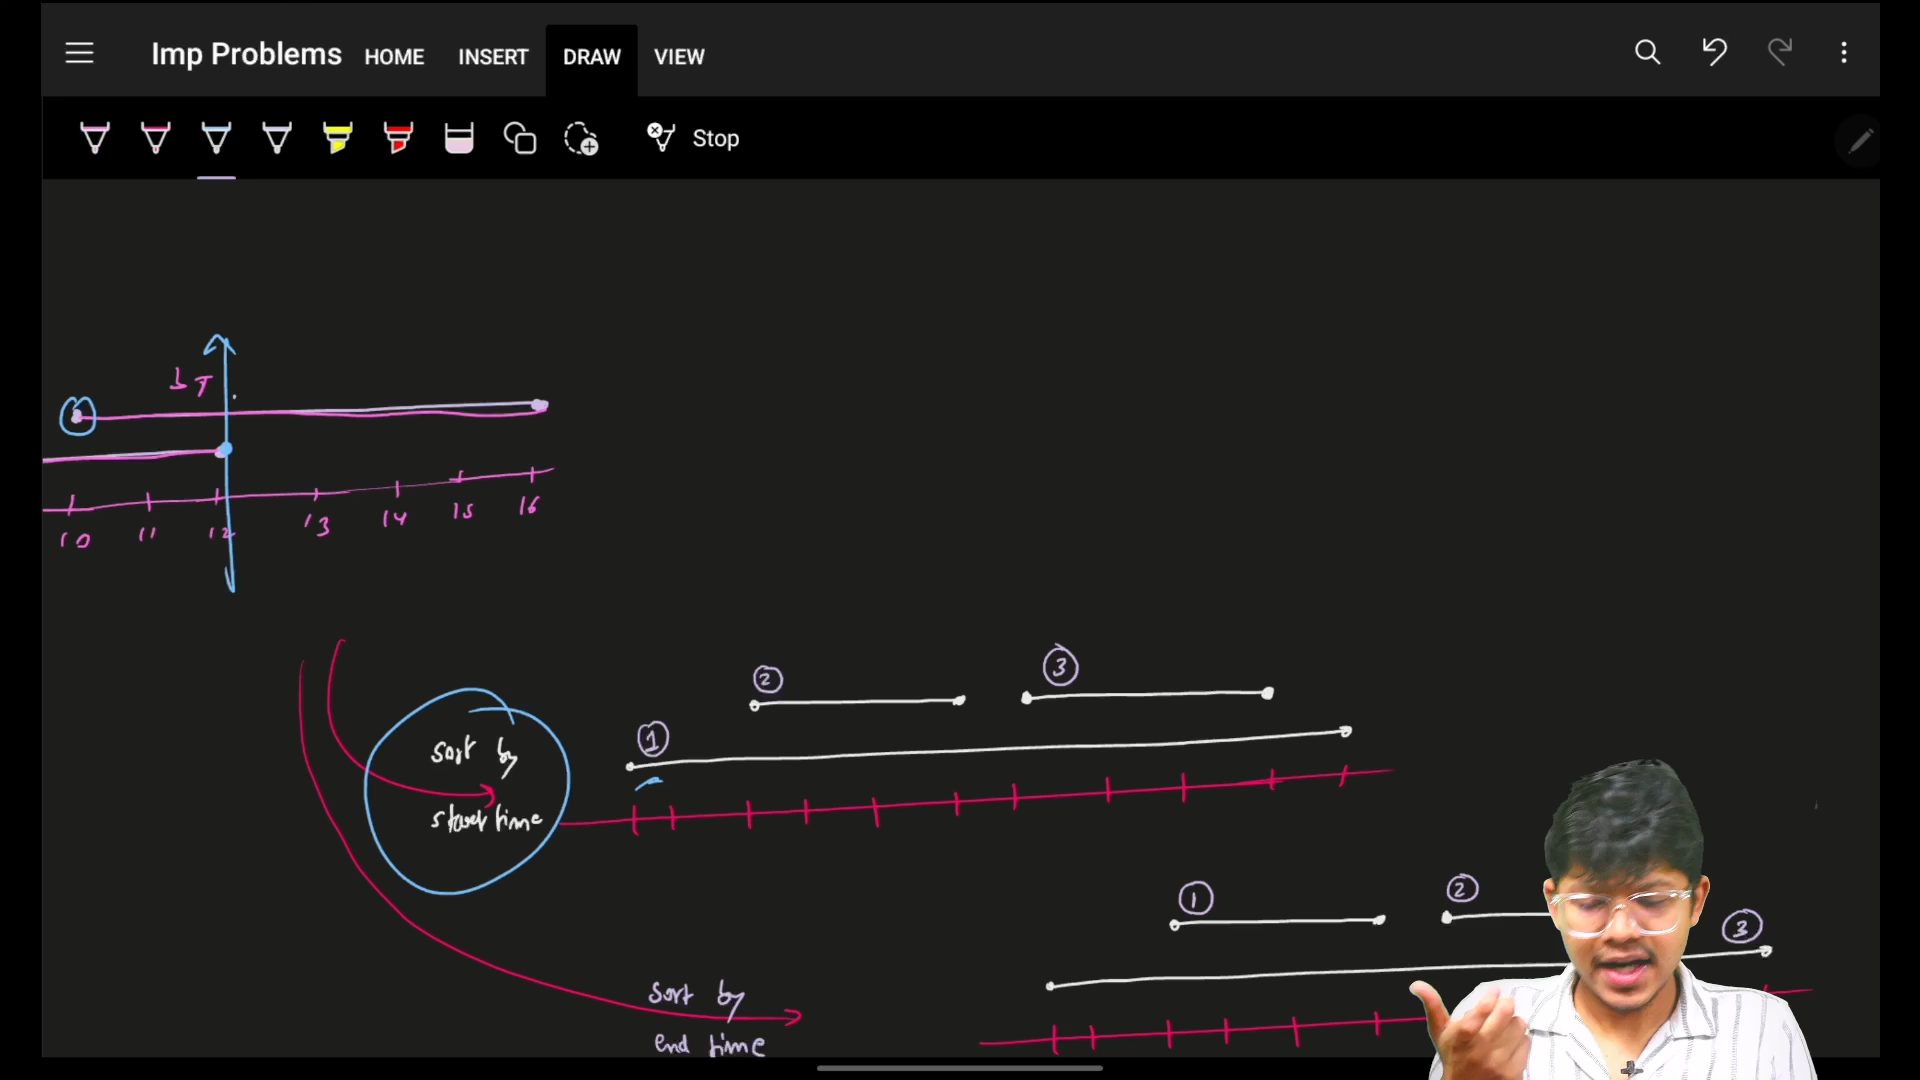 Imp Problems HOME INSERT DRAW VIEW
Stop
10 11 12 13 14 15 16
② ③
①
Sort by
start time
① ②
③
Sort by
end time